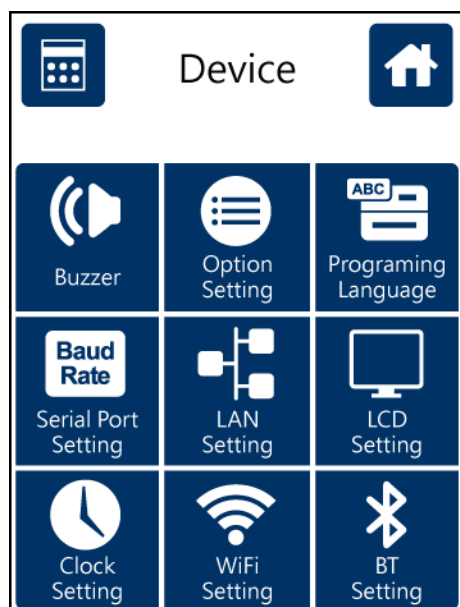 Device
Buzzer
Option
Setting
ABC
Programing
Language
Baud
Rate
Serial Port
Setting
LAN
Setting
LCD
Setting
Clock
Setting
WiFi
Setting
BT
Setting